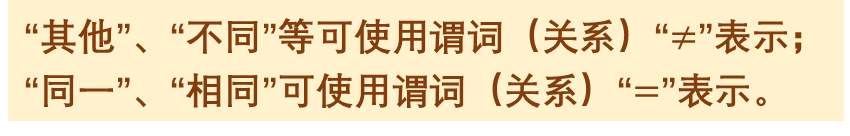 “其他”、“不同”等可使用谓词（关系）“≠”表示；
“同一”、“相同”可使用谓词（关系）“=”表示。